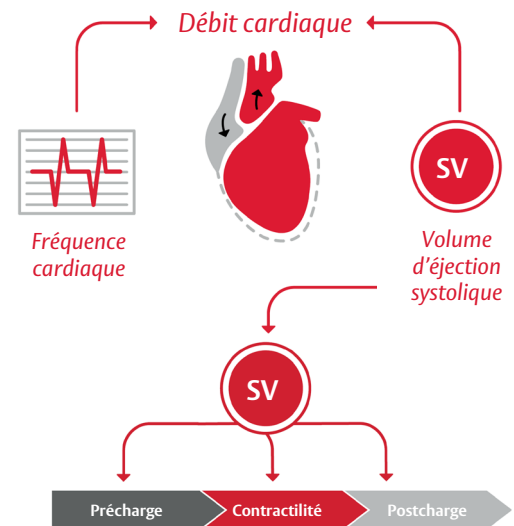 Débit cardiaque
SV
Fréquence
cardiaque
Volume
d'éjection
systolique
SV
Précharge
Contractilité
Postcharge